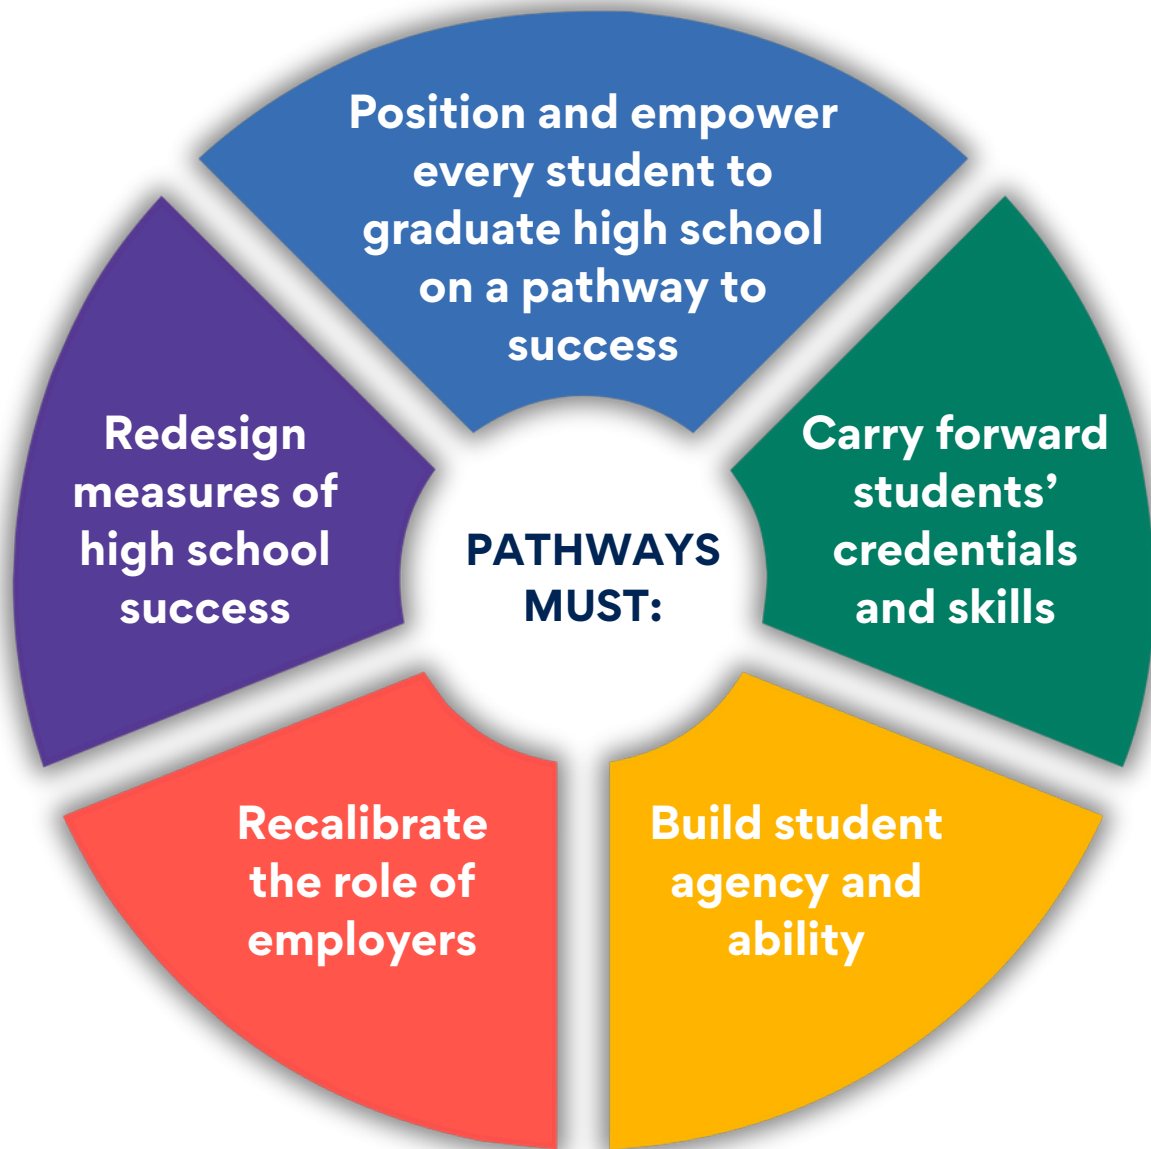 Position and empower
every student to
graduate high school
on a pathway to
success
Carry forward
students’
credentials
and skills
Build student
agency and
ability
Recalibrate
the role of
employers
Redesign
measures of
high school
success
PATHWAYS
MUST: